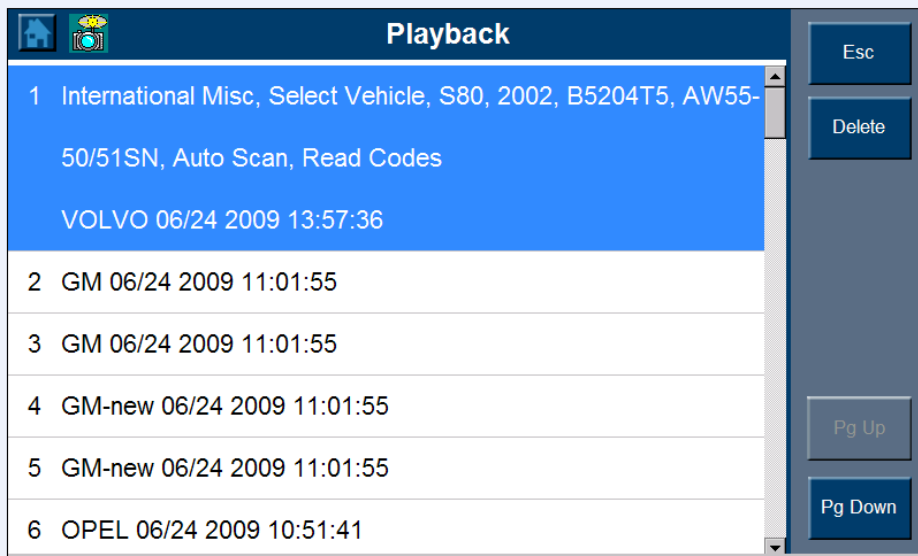 Playback
1 International Misc, Select Vehicle, S80, 2002, B5204T5, AW55-
50/51SN, Auto Scan, Read Codes
VOLVO 06/24 2009 13:57:36
2 GM 06/24 2009 11:01:55
3 GM 06/24 2009 11:01:55
4 GM-new 06/24 2009 11:01:55
5 GM-new 06/24 2009 11:01:55
6 OPEL 06/24 2009 10:51:41
Esc
Delete
Pg Up
Pg Down